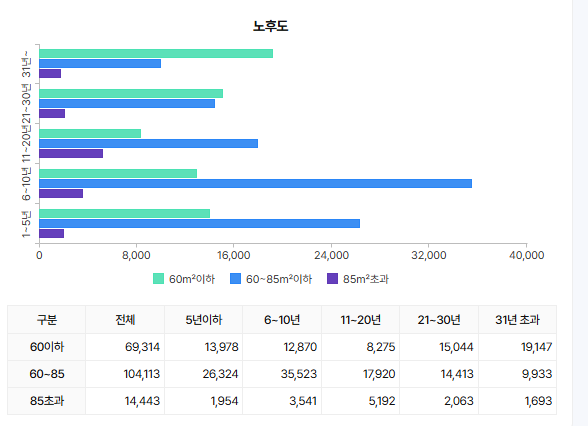 노후도
31년~
21~30년
11~20년
6~10년
1~5년
0 8,000 16,000 24,000 32,000 40,000
60m²이하 60~85m²이하 85m²초과
구분 전체 5년이하 6~10년 11~20년 21~30년 31년 초과
60이하 69,314 13,978 12,870 8,275 15,044 19,147
60~85 104,113 26,324 35,523 17,920 14,413 9,933
85초과 14,443 1,954 3,541 5,192 2,063 1,693